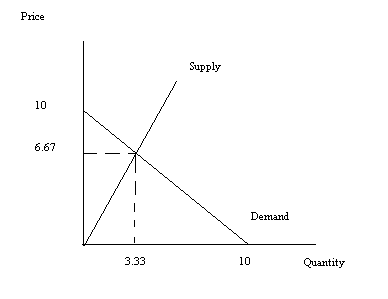 Price
Supply
10
6.67
Demand
3.33
10
Quantity